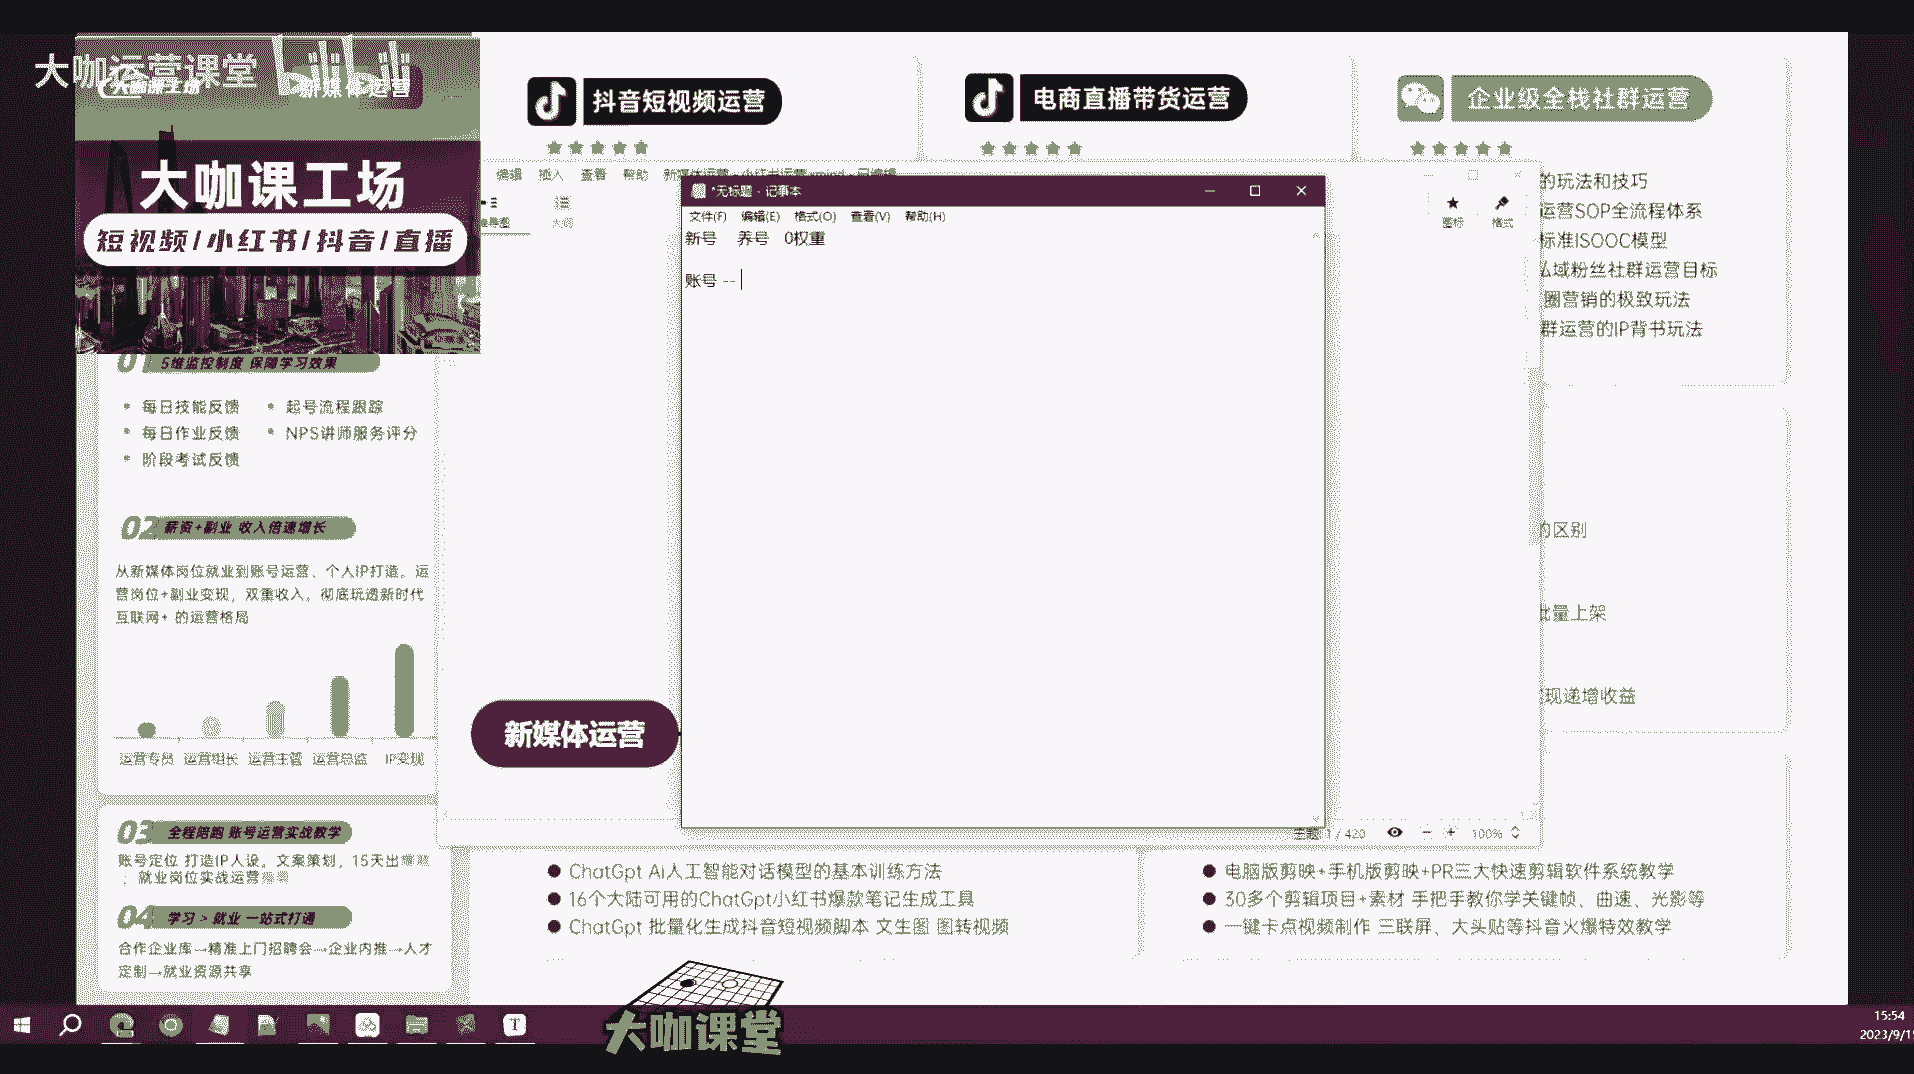 大咖运营课堂
新媒体运营
大咖课工场
短视频/小红书/抖音/直播
抖音短视频运营
电商直播带货运营
企业级全栈社群运营
编辑 插入 查看 帮助
大纲
图标 格式
*无标题 - 记事本
文件(F) 编辑(E) 格式(O) 查看(V) 帮助(H)
新号 养号 0权重
账号 --
的玩法和技巧
运营SOP全流程体系
标准ISOOC模型
私域粉丝社群运营目标
圈营销的极致玩法
群运营的IP背书玩法
的区别
批量上架
现递增收益
01 5维监控制度 保障学习效果
每日技能反馈
起号流程跟踪
每日作业反馈
NPS讲师服务评分
阶段考试反馈
02 薪资+副业 收入倍速增长
从新媒体岗位就业到账号运营、个人IP打造。运
营岗位+副业变现，双重收入。彻底玩透新时代
互联网+ 的运营格局
运营专员 运营组长 运营主管 运营总监 IP变现
03 全程陪跑 账号运营实战教学
账号定位 打造IP人设。文案策划，15天出爆款
；就业岗位实战运营
04 学习 > 就业 一站式打通
合作企业库→精准上门招聘会→企业内推→人才
定制→就业资源共享
新媒体运营
主题 1 / 420
100%
ChatGpt Ai人工智能对话模型的基本训练方法
16个大陆可用的ChatGpt小红书爆款笔记生成工具
ChatGpt 批量化生成抖音短视频脚本 文生图 图转视频
电脑版剪映+手机版剪映+PR三大快速剪辑软件系统教学
30多个剪辑项目+素材 手把手教你学关键帧、曲速、光影等
一键卡点视频制作 三联屏、大头贴等抖音火爆特效教学
大咖课堂
15:54